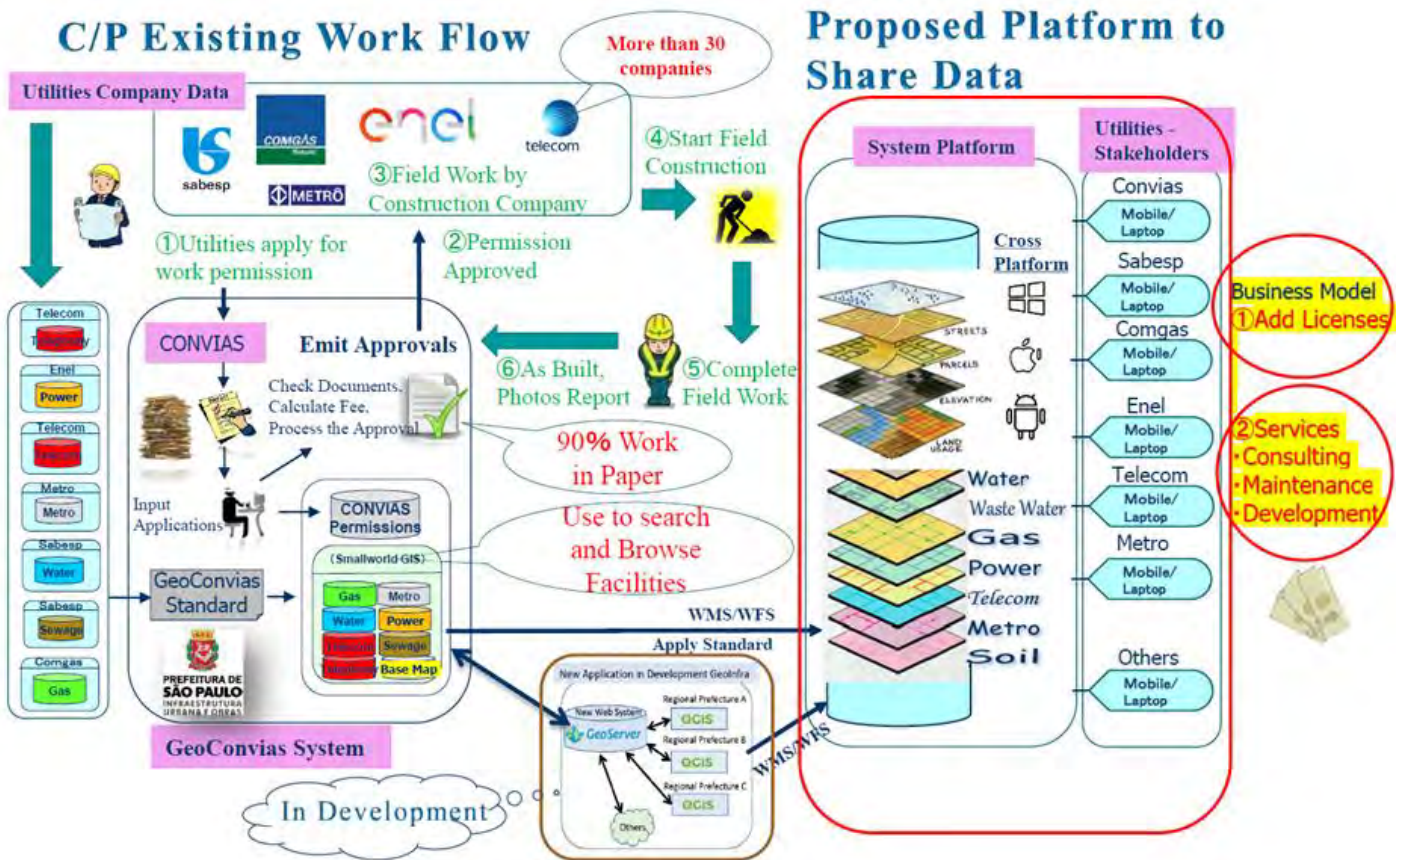 C/P Existing Work Flow
Proposed Platform to
Share Data
More than 30
companies
Utilities Company Data
sabesp
COMGÁS
METRÔ
enel
telecom
③Field Work by
Construction Company
④Start Field
Construction
①Utilities apply for
work permission
②Permission
Approved
⑤Complete
Field Work
⑥As Built,
Photos Report
Telecom
Enel
Power
Telecom
Telecom
Metro
Metro
Sabesp
Water
Sabesp
Sewage
Comgas
Gas
CONVIAS
Emit Approvals
Check Documents,
Calculate Fee,
Process the Approval
90% Work
in Paper
Input
Applications
CONVIAS
Permissions
Use to search
and Browse
Facilities
(Smallworld GIS)
Gas
Metro
Water
Power
Telecom
Sewage
Base Map
GeoConvias
Standard
PREFEITURA DE
SÃO PAULO
INFRAESTRUTURA
URBANA E OBRAS
GeoConvias System
In Development
WMS/WFS
Apply Standard
New Application in Development GeoInfra
New Web System
GeoServer
Regional Prefecture A
QGIS
Regional Prefecture B
QGIS
Regional Prefecture C
QGIS
Others
WMS/WFS
System Platform
Cross
Platform
STREETS
PARCELS
ELEVATION
LAND
USAGE
Water
Waste Water
Gas
Power
Telecom
Metro
Soil
Utilities -
Stakeholders
Convias
Mobile/
Laptop
Sabesp
Mobile/
Laptop
Comgas
Mobile/
Laptop
Enel
Mobile/
Laptop
Telecom
Mobile/
Laptop
Metro
Mobile/
Laptop
Others
Mobile/
Laptop
Business Model
①Add Licenses
②Services
・Consulting
・Maintenance
・Development